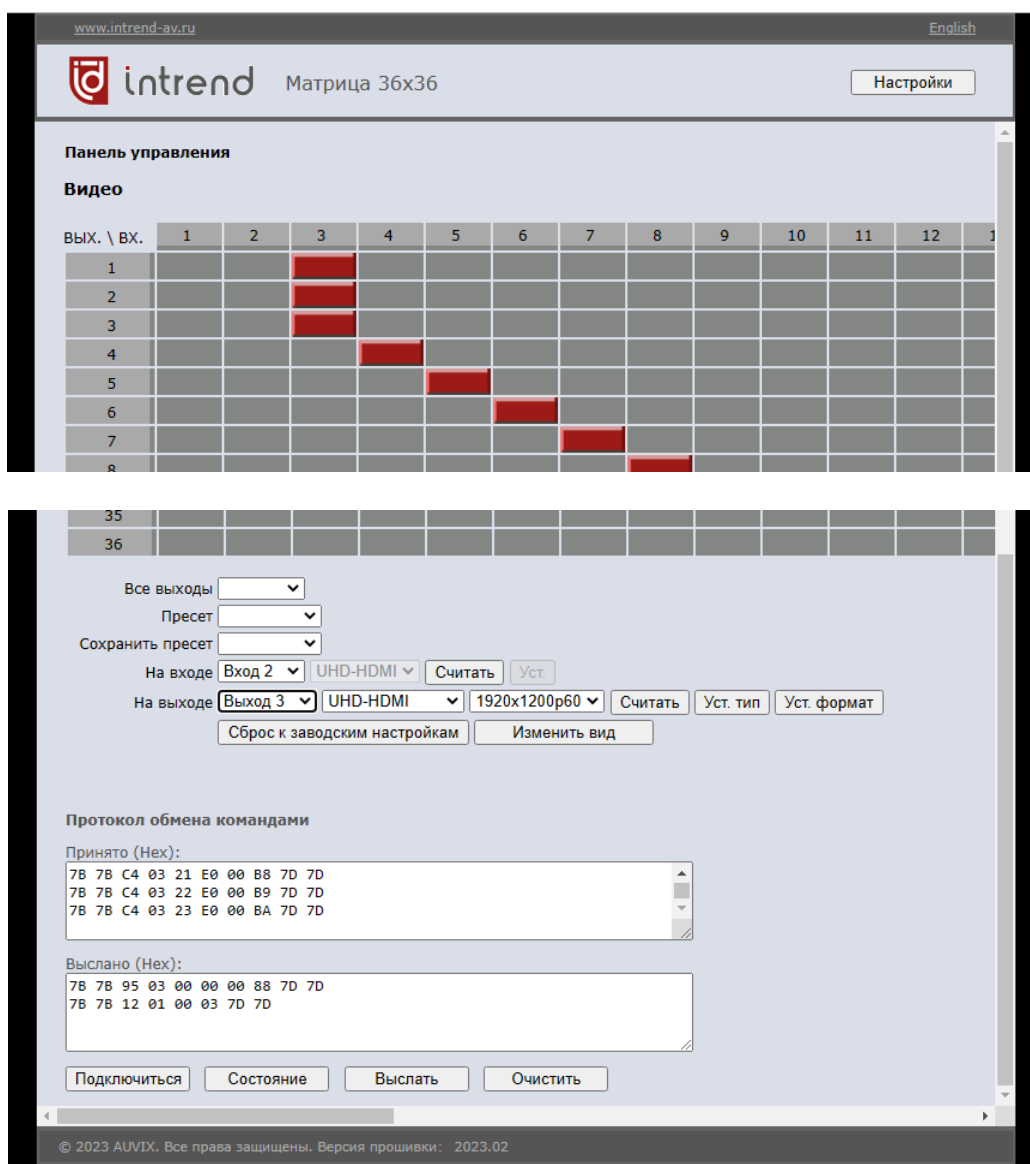 www.intrend-av.ru English
intrend Матрица 36x36 Настройки
Панель управления
Видео
ВЫХ. \ ВХ. 1 2 3 4 5 6 7 8 9 10 11 12 1
1
2
3
4
5
6
7
8
35
36
Все выходы
Пресет
Сохранить пресет
На входе Вход 2 UHD-HDMI Считать Уст.
На выходе Выход 3 UHD-HDMI 1920x1200p60 Считать Уст. тип Уст. формат
Сброс к заводским настройкам Изменить вид
Протокол обмена командами
Принято (Hex):
7B 7B C4 03 21 E0 00 B8 7D 7D
7B 7B C4 03 22 E0 00 B9 7D 7D
7B 7B C4 03 23 E0 00 BA 7D 7D
Выслано (Hex):
7B 7B 95 03 00 00 00 88 7D 7D
7B 7B 12 01 00 03 7D 7D
Подключиться Состояние Выслать Очистить
© 2023 AUVIX. Все права защищены. Версия прошивки: 2023.02